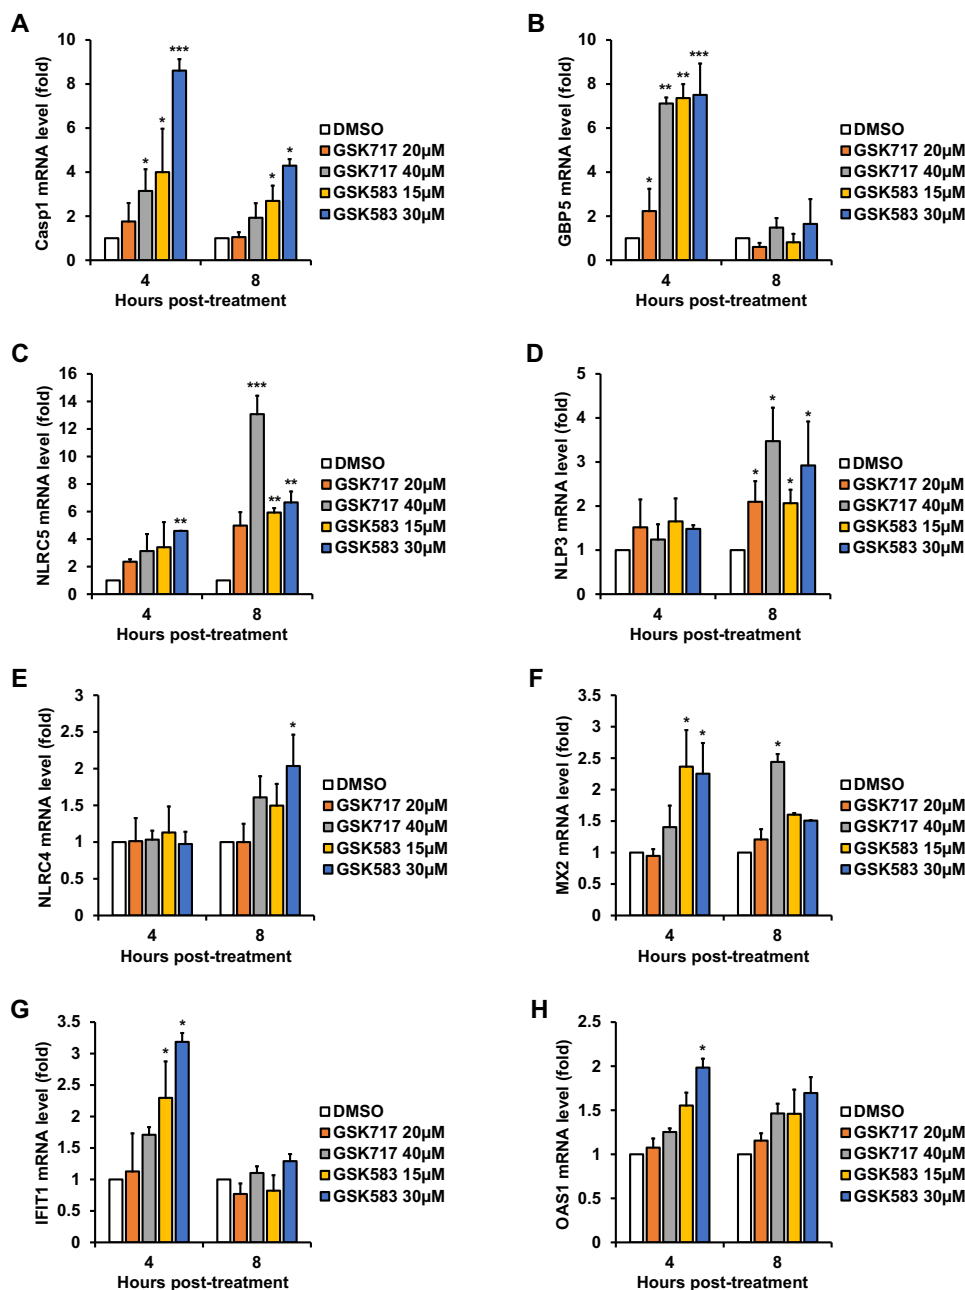 A
Casp1 mRNA level (fold)
10
8
6
4
2
0
*
*
***
*
*
4
8
Hours post-treatment
DMSO
GSK717 20µM
GSK717 40µM
GSK583 15µM
GSK583 30µM
B
GBP5 mRNA level (fold)
10
8
6
4
2
0
*
**
**
***
4
8
Hours post-treatment
DMSO
GSK717 20µM
GSK717 40µM
GSK583 15µM
GSK583 30µM
C
NLRC5 mRNA level (fold)
16
14
12
10
8
6
4
2
0
**
***
**
**
4
8
Hours post-treatment
DMSO
GSK717 20µM
GSK717 40µM
GSK583 15µM
GSK583 30µM
D
NLP3 mRNA level (fold)
5
4
3
2
1
0
*
*
*
*
4
8
Hours post-treatment
DMSO
GSK717 20µM
GSK717 40µM
GSK583 15µM
GSK583 30µM
E
NLRC4 mRNA level (fold)
3
2.5
2
1.5
1
0.5
0
*
4
8
Hours post-treatment
DMSO
GSK717 20µM
GSK717 40µM
GSK583 15µM
GSK583 30µM
F
MX2 mRNA level (fold)
3.5
3
2.5
2
1.5
1
0.5
0
*
*
*
4
8
Hours post-treatment
DMSO
GSK717 20µM
GSK717 40µM
GSK583 15µM
GSK583 30µM
G
IFIT1 mRNA level (fold)
3.5
3
2.5
2
1.5
1
0.5
0
*
*
4
8
Hours post-treatment
DMSO
GSK717 20µM
GSK717 40µM
GSK583 15µM
GSK583 30µM
H
OAS1 mRNA level (fold)
2.5
2
1.5
1
0.5
0
*
4
8
Hours post-treatment
DMSO
GSK717 20µM
GSK717 40µM
GSK583 15µM
GSK583 30µM